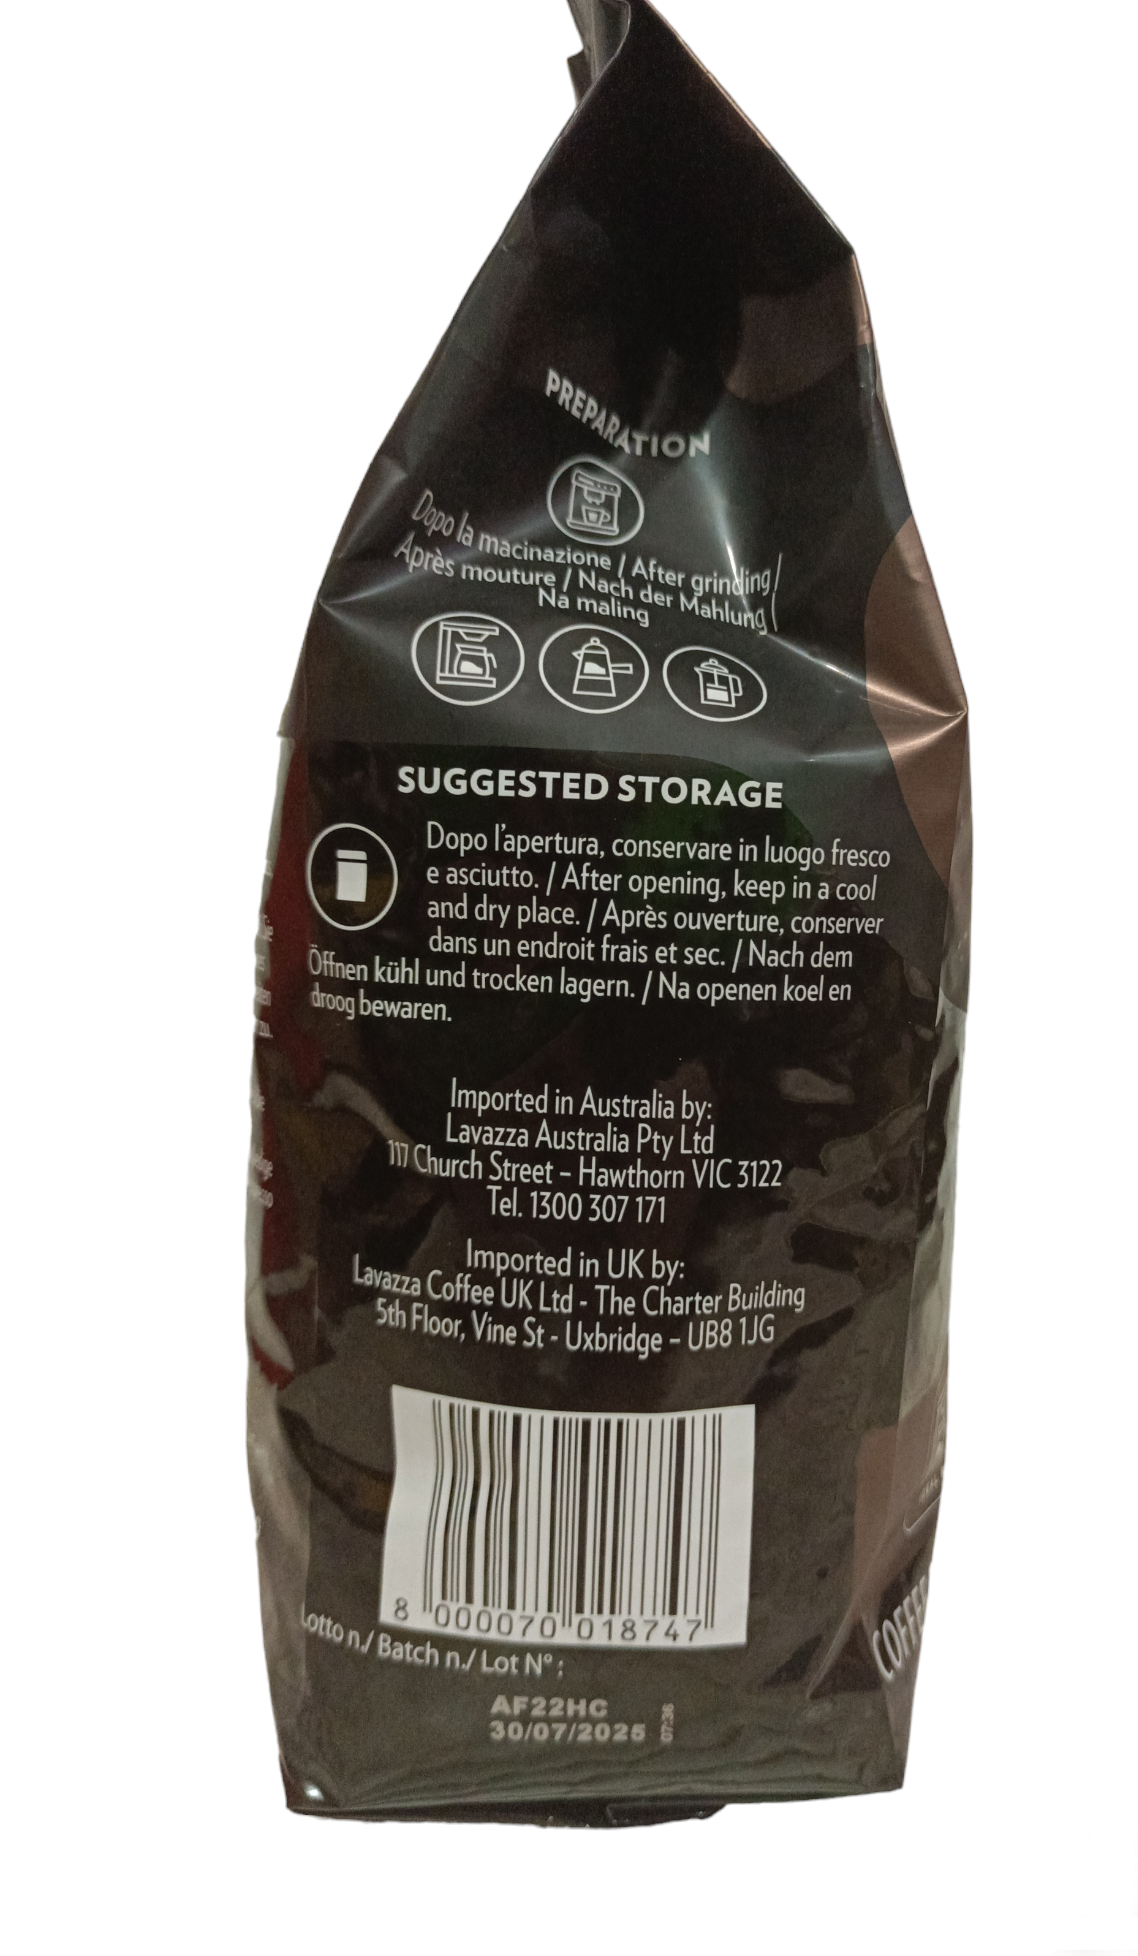 PREPARATION
Dopo la macinazione / After grinding /
Après mouture / Nach der Mahlung /
Na maling
SUGGESTED STORAGE
Dopo l'apertura, conservare in luogo fresco
e asciutto. / After opening, keep in a cool
and dry place. / Après ouverture, conserver
dans un endroit frais et sec. / Nach dem
Öffnen kühl und trocken lagern. / Na openen koel en
droog bewaren.
Imported in Australia by:
Lavazza Australia Pty Ltd
117 Church Street – Hawthorn VIC 3122
Tel. 1300 307 171
Imported in UK by:
Lavazza Coffee UK Ltd - The Charter Building
5th Floor, Vine St - Uxbridge – UB8 1JG
8 000070 018747
Lotto n./ Batch n./ Lot N° :
AF22HC
30/07/2025 07:36